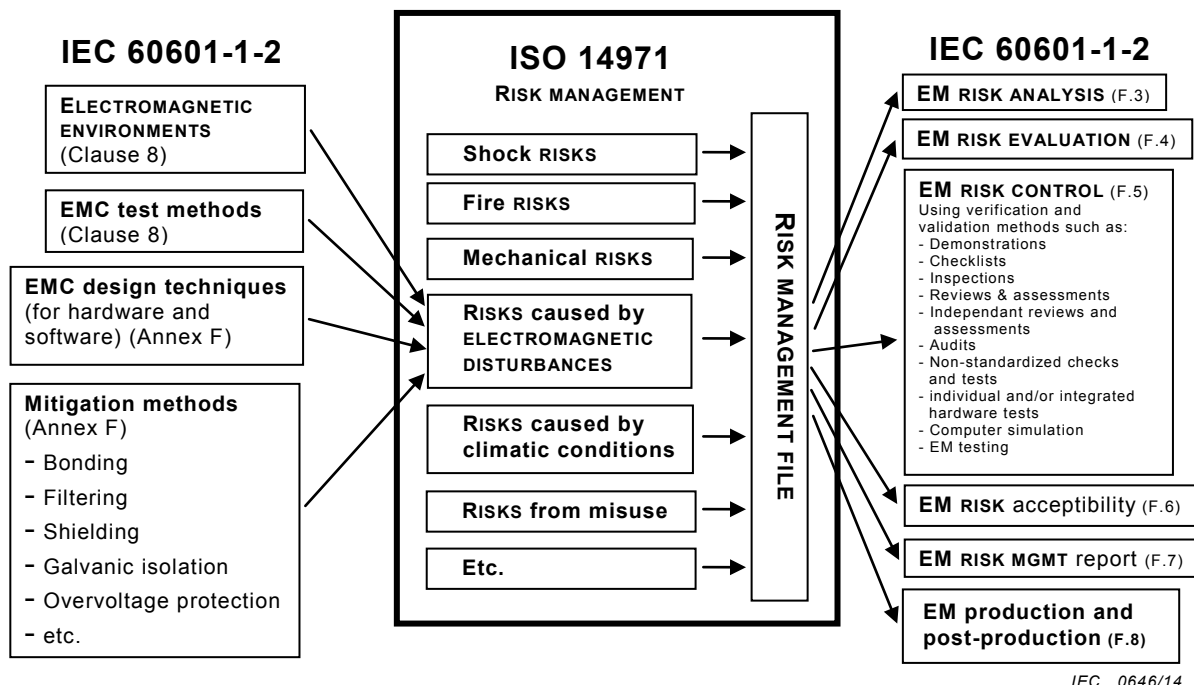 IEC 60601-1-2
ELECTROMAGNETIC
ENVIRONMENTS
(Clause 8)
EMC test methods
(Clause 8)
EMC design techniques
(for hardware and
software) (Annex F)
Mitigation methods
(Annex F)
- Bonding
- Filtering
- Shielding
- Galvanic isolation
- Overvoltage protection
- etc.
ISO 14971
RISK MANAGEMENT
Shock RISKS
Fire RISKS
Mechanical RISKS
RISKS caused by
ELECTROMAGNETIC
DISTURBANCES
RISKS caused by
climatic conditions
RISKS from misuse
Etc.
RISK MANAGEMENT FILE
IEC 60601-1-2
EM RISK ANALYSIS (F.3)
EM RISK EVALUATION (F.4)
EM RISK CONTROL (F.5)
Using verification and
validation methods such as:
- Demonstrations
- Checklists
- Inspections
- Reviews & assessments
- Independant reviews and
assessments
- Audits
- Non-standardized checks
and tests
- individual and/or integrated
hardware tests
- Computer simulation
- EM testing
EM RISK acceptibility (F.6)
EM RISK MGMT report (F.7)
EM production and
post-production (F.8)
IEC 0646/14